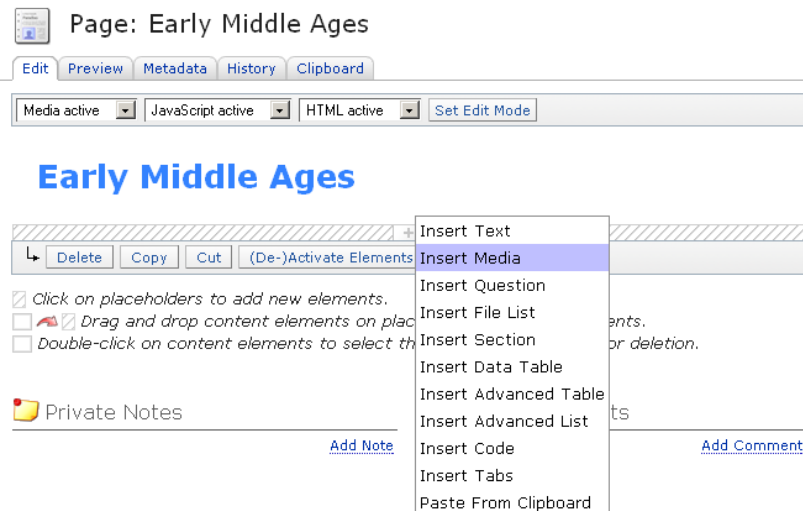 Page: Early Middle Ages
Edit Preview Metadata History Clipboard
Media active JavaScript active HTML active Set Edit Mode
Early Middle Ages
+
Insert Text
Delete Copy Cut (De-)Activate Elements
Insert Media
Insert Question
Click on placeholders to add new elements.
Insert File List
Drag and drop content elements on plac
Insert Section
Double-click on content elements to select th or deletion.
Insert Data Table
Insert Advanced Table
Private Notes
Insert Advanced List
Add Note
Insert Code
Add Comment
Insert Tabs
Paste From Clipboard